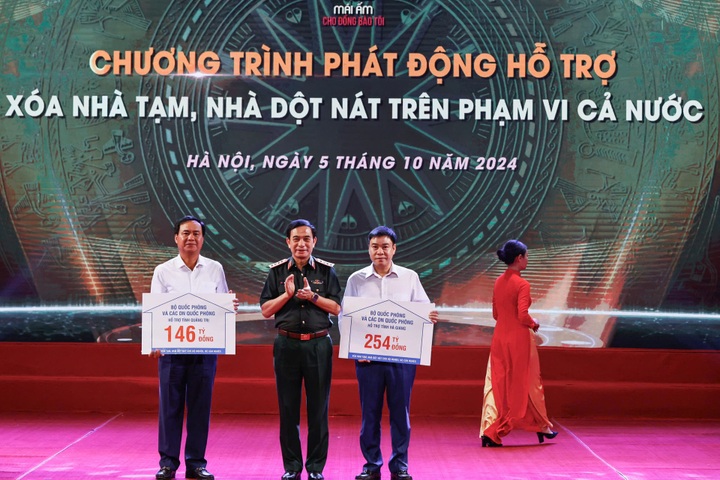 MÁI ẤM
CHO ĐỒNG BÀO TÔI
CHƯƠNG TRÌNH PHÁT ĐỘNG HỖ TRỢ
XÓA NHÀ TẠM, NHÀ DỘT NÁT TRÊN PHẠM VI CẢ NƯỚC
HÀ NỘI, NGÀY 5 THÁNG 10 NĂM 2024
BỘ QUỐC PHÒNG
VÀ CÁC DN QUỐC PHÒNG
HỖ TRỢ TỈNH QUẢNG TRỊ
146 TỶ ĐỒNG
BỘ QUỐC PHÒNG
VÀ CÁC DN QUỐC PHÒNG
HỖ TRỢ TỈNH HÀ GIANG
254 TỶ ĐỒNG